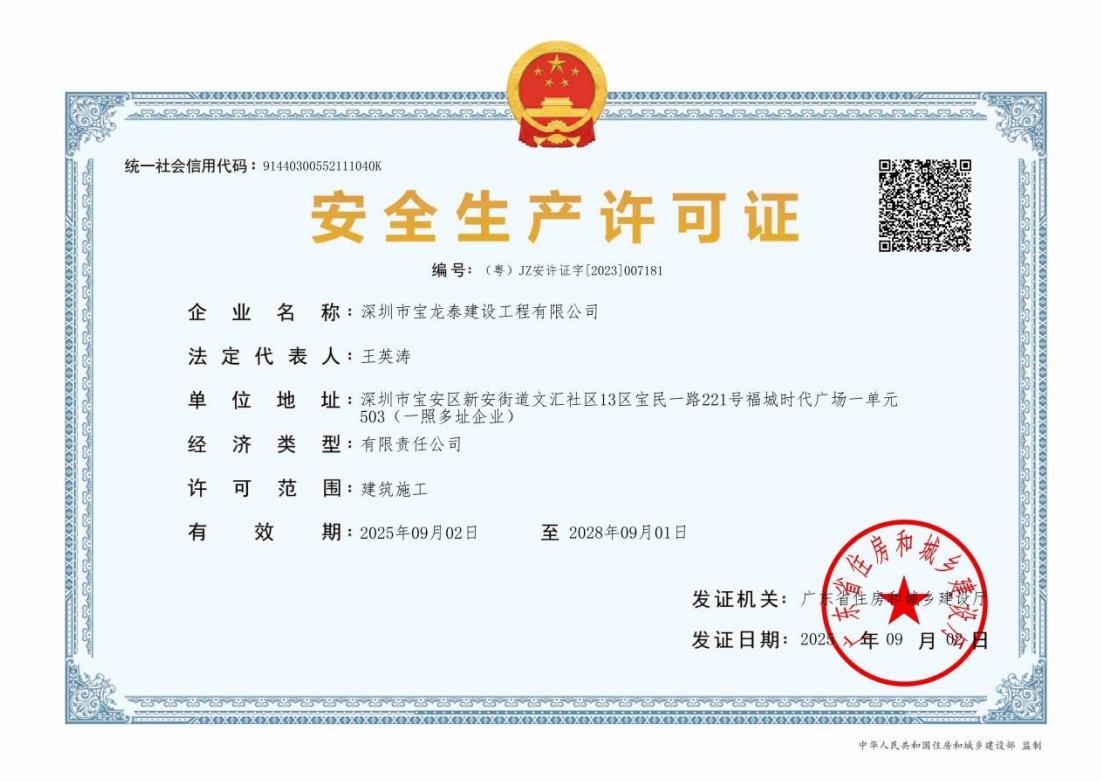 统一社会信用代码：91440300552111040K
安全生产许可证
编号：（粤）JZ安许证字[2023]007181
企业名称：深圳市宝龙泰建设工程有限公司
法定代表人：王英涛
单位地址：深圳市宝安区新安街道文汇社区13区宝民一路221号福城时代广场一单元
503（一照多址企业）
经济类型：有限责任公司
许可范围：建筑施工
有效期：2025年09月02日 至 2028年09月01日
广东省住房和城乡建设厅
发证机关：广东省住房和城乡建设厅
发证日期：2025年09月02日
中华人民共和国住房和城乡建设部 监制